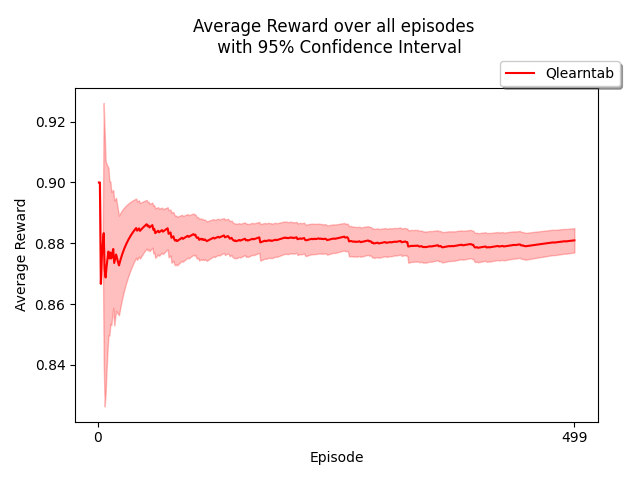 Average Reward over all episodes
with 95% Confidence Interval
Qlearntab
Average Reward
0.92
0.90
0.88
0.86
0.84
0
499
Episode